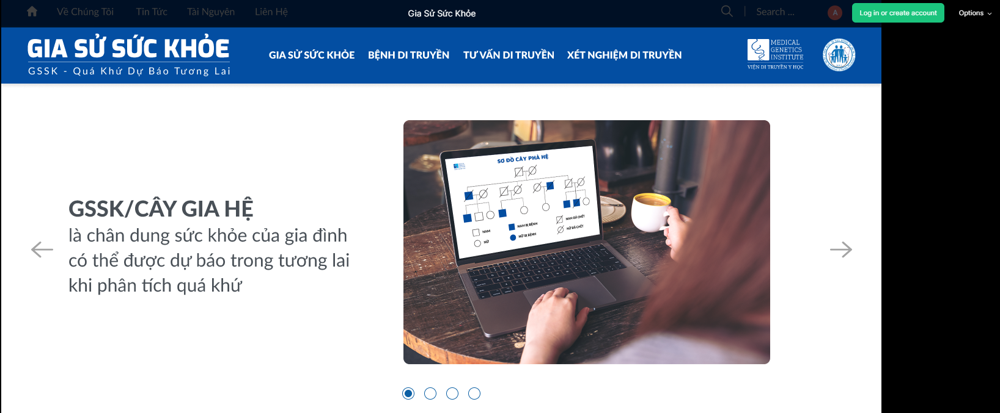 Về Chúng Tôi Tin Tức Tài Nguyên Liên Hệ Gia Sử Sức Khỏe Search ... A Log in or create account Options
GIA SỬ SỨC KHỎE
GSSK - Quá Khứ Dự Báo Tương Lai
GIA SỬ SỨC KHỎE BỆNH DI TRUYỀN TƯ VẤN DI TRUYỀN XÉT NGHIỆM DI TRUYỀN
MEDICAL
GENETICS
INSTITUTE
VIỆN DI TRUYỀN Y HỌC
GSSK/CÂY GIA HỆ
là chân dung sức khỏe của gia đình
có thể được dự báo trong tương lai
khi phân tích quá khứ
SƠ ĐỒ CÂY PHẢ HỆ
NAM NAM BỊ BỆNH NAM ĐÃ CHẾT
NỮ NỮ BỊ BỆNH NỮ ĐÃ CHẾT